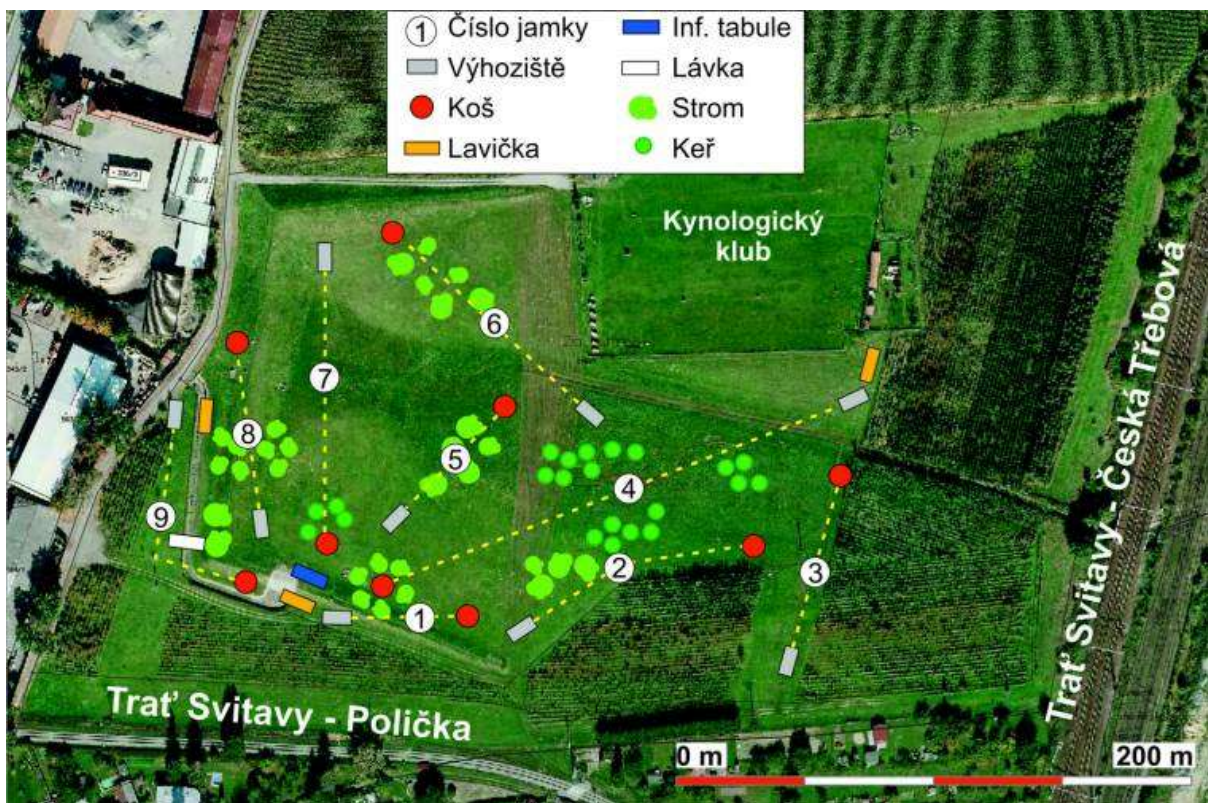 1 Číslo jamky
Inf. tabule
Výhoziště
Lávka
Koš
Strom
Lavička
Keř
Kynologický
klub
6
7
8
5
4
9
2
3
1
Trať Svitavy - Česká Třebová
Trať Svitavy - Polička
0 m
200 m